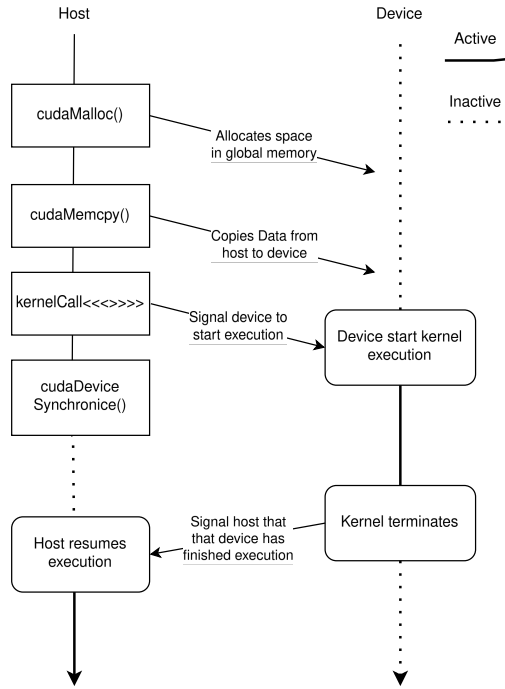 Host
Device
Active
Inactive
cudaMalloc()
Allocates space
in global memory
cudaMemcpy()
Copies Data from
host to device
kernelCall<<<>>>>
Signal device to
start execution
Device start kernel
execution
cudaDevice
Synchronice()
Kernel terminates
Signal host that
that device has
finished execution
Host resumes
execution